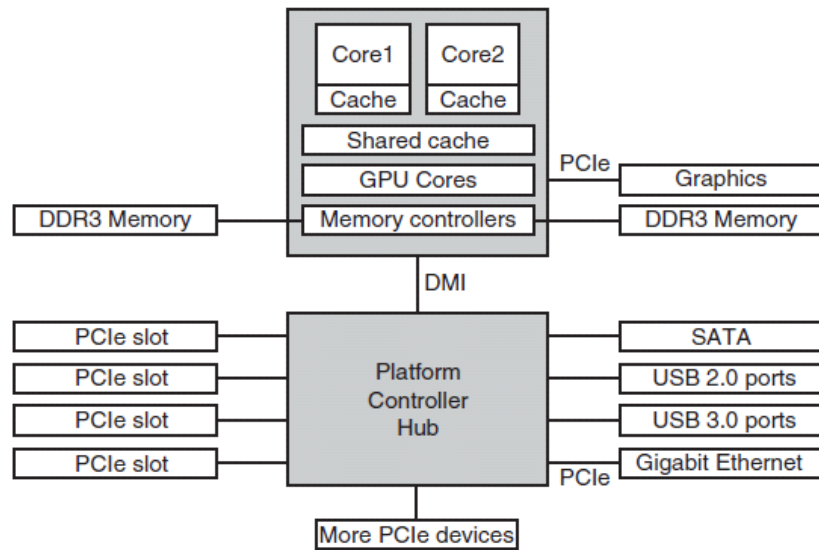 Core1
Core2
Cache
Cache
Shared cache
GPU Cores
PCIe
Graphics
DDR3 Memory
Memory controllers
DDR3 Memory
DMI
PCIe slot
PCIe slot
PCIe slot
PCIe slot
Platform
Controller
Hub
SATA
USB 2.0 ports
USB 3.0 ports
Gigabit Ethernet
PCIe
More PCIe devices